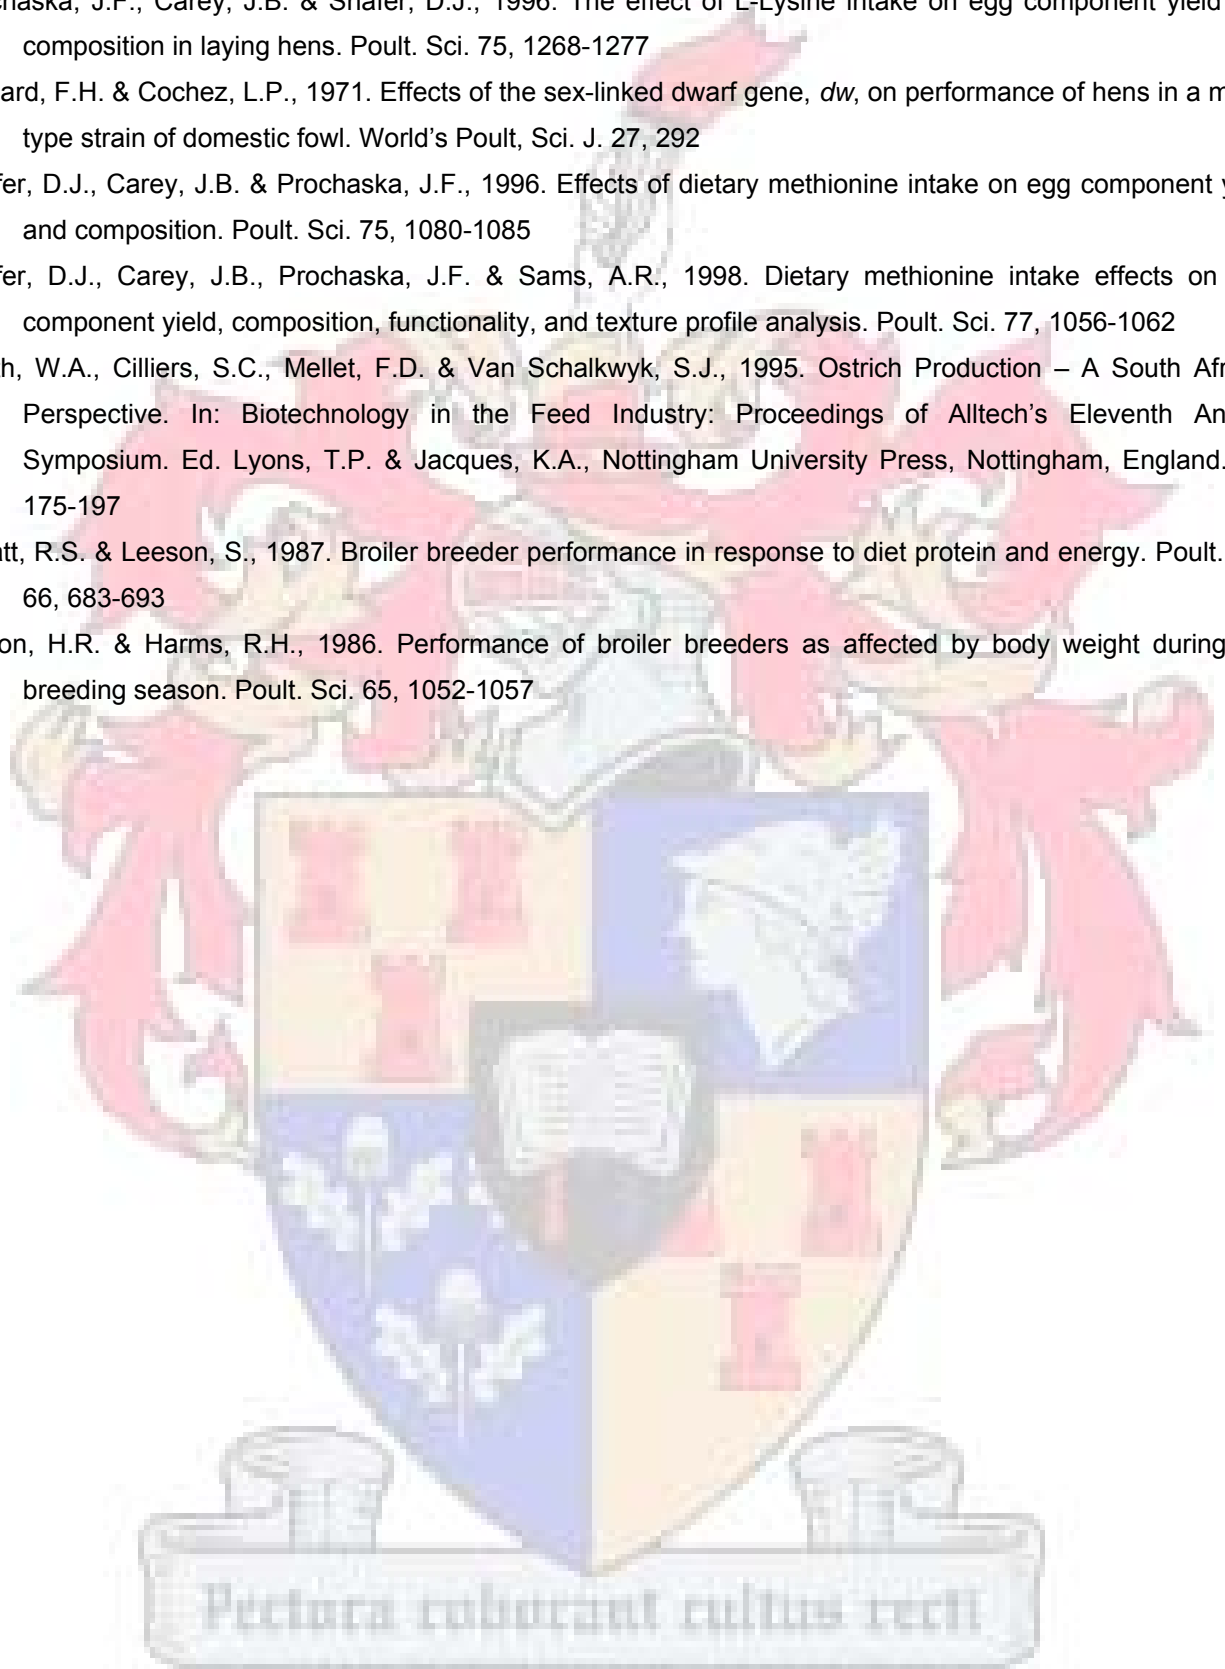 chaska, J.F., Carey, J.B. & Shafer, D.J., 1996. The effect of L-Lysine intake on egg component yield
composition in laying hens. Poult. Sci. 75, 1268-1277
ard, F.H. & Cochez, L.P., 1971. Effects of the sex-linked dwarf gene, dw, on performance of hens in a m
type strain of domestic fowl. World's Poult, Sci. J. 27, 292
fer, D.J., Carey, J.B. & Prochaska, J.F., 1996. Effects of dietary methionine intake on egg component y
and composition. Poult. Sci. 75, 1080-1085
fer, D.J., Carey, J.B., Prochaska, J.F. & Sams, A.R., 1998. Dietary methionine intake effects on
component yield, composition, functionality, and texture profile analysis. Poult. Sci. 77, 1056-1062
th, W.A., Cilliers, S.C., Mellet, F.D. & Van Schalkwyk, S.J., 1995. Ostrich Production – A South Afr
Perspective. In: Biotechnology in the Feed Industry: Proceedings of Alltech's Eleventh An
Symposium. Ed. Lyons, T.P. & Jacques, K.A., Nottingham University Press, Nottingham, England.
175-197
att, R.S. & Leeson, S., 1987. Broiler breeder performance in response to diet protein and energy. Poult.
66, 683-693
on, H.R. & Harms, R.H., 1986. Performance of broiler breeders as affected by body weight during
breeding season. Poult. Sci. 65, 1052-1057
Pectora roborant cultus recti